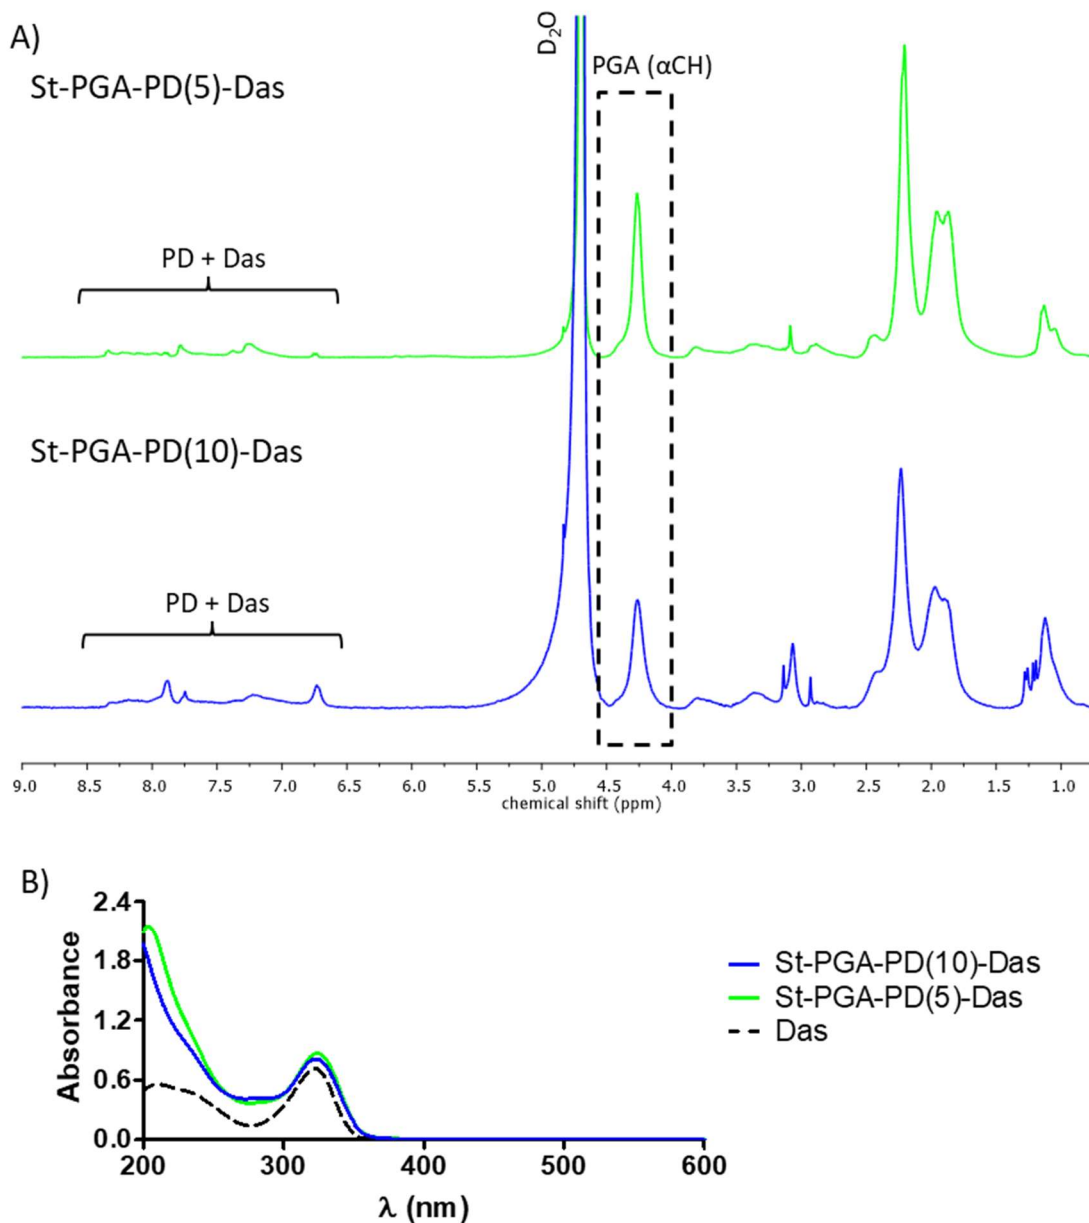 A)
St-PGA-PD(5)-Das
D₂O
PGA (αCH)
PD + Das
St-PGA-PD(10)-Das
PD + Das
9.0 8.5 8.0 7.5 7.0 6.5 6.0 5.5 5.0 4.5 4.0 3.5 3.0 2.5 2.0 1.5 1.0
chemical shift (ppm)
B)
Absorbance
2.4
1.8
1.2
0.6
0.0
200 300 400 500 600
λ (nm)
St-PGA-PD(10)-Das
St-PGA-PD(5)-Das
Das